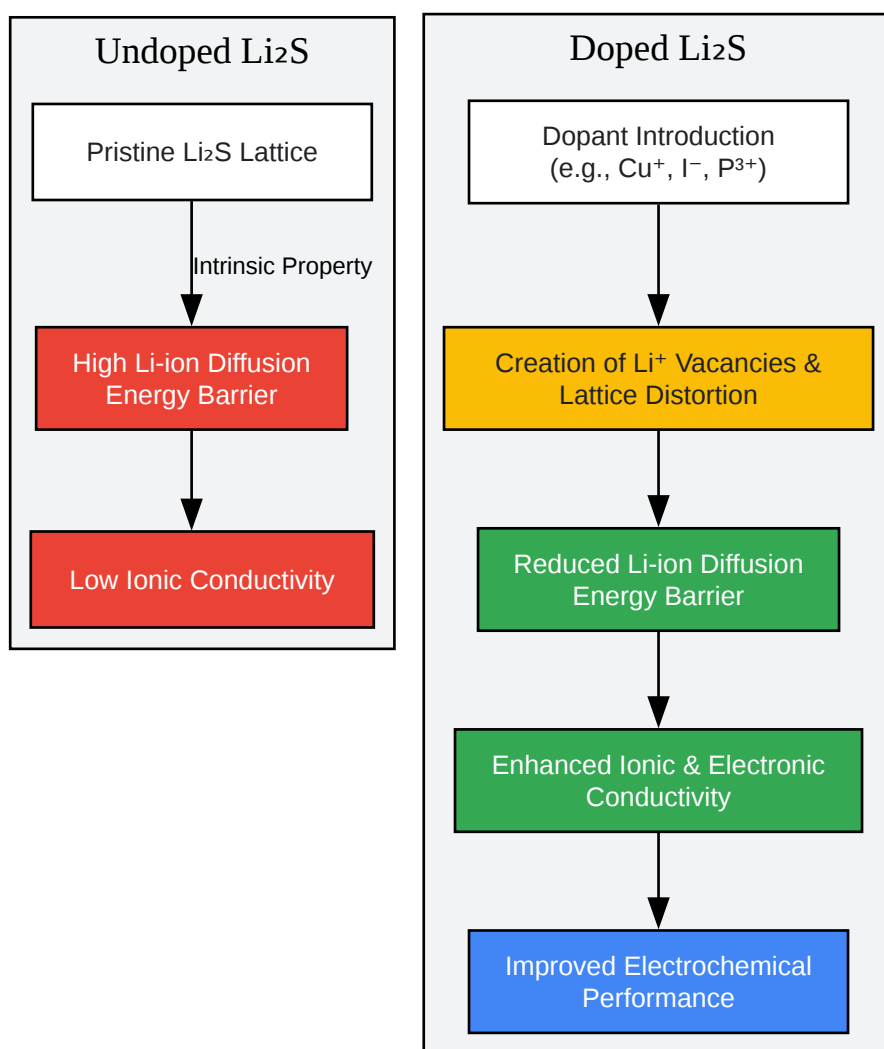 Undoped Li₂S
Pristine Li₂S Lattice
Intrinsic Property
High Li-ion Diffusion
Energy Barrier
Low Ionic Conductivity
Doped Li₂S
Dopant Introduction
(e.g., Cu⁺, I⁻, P³⁺)
Creation of Li⁺ Vacancies &
Lattice Distortion
Reduced Li-ion Diffusion
Energy Barrier
Enhanced Ionic & Electronic
Conductivity
Improved Electrochemical
Performance